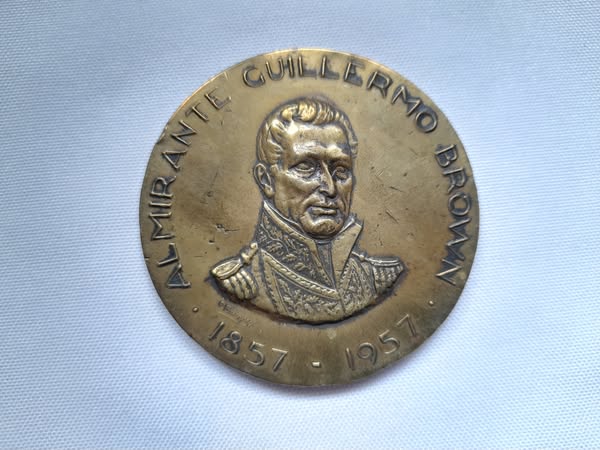 ALMIRANTE GUILLERMO BROWN
· 1857 - 1957 ·